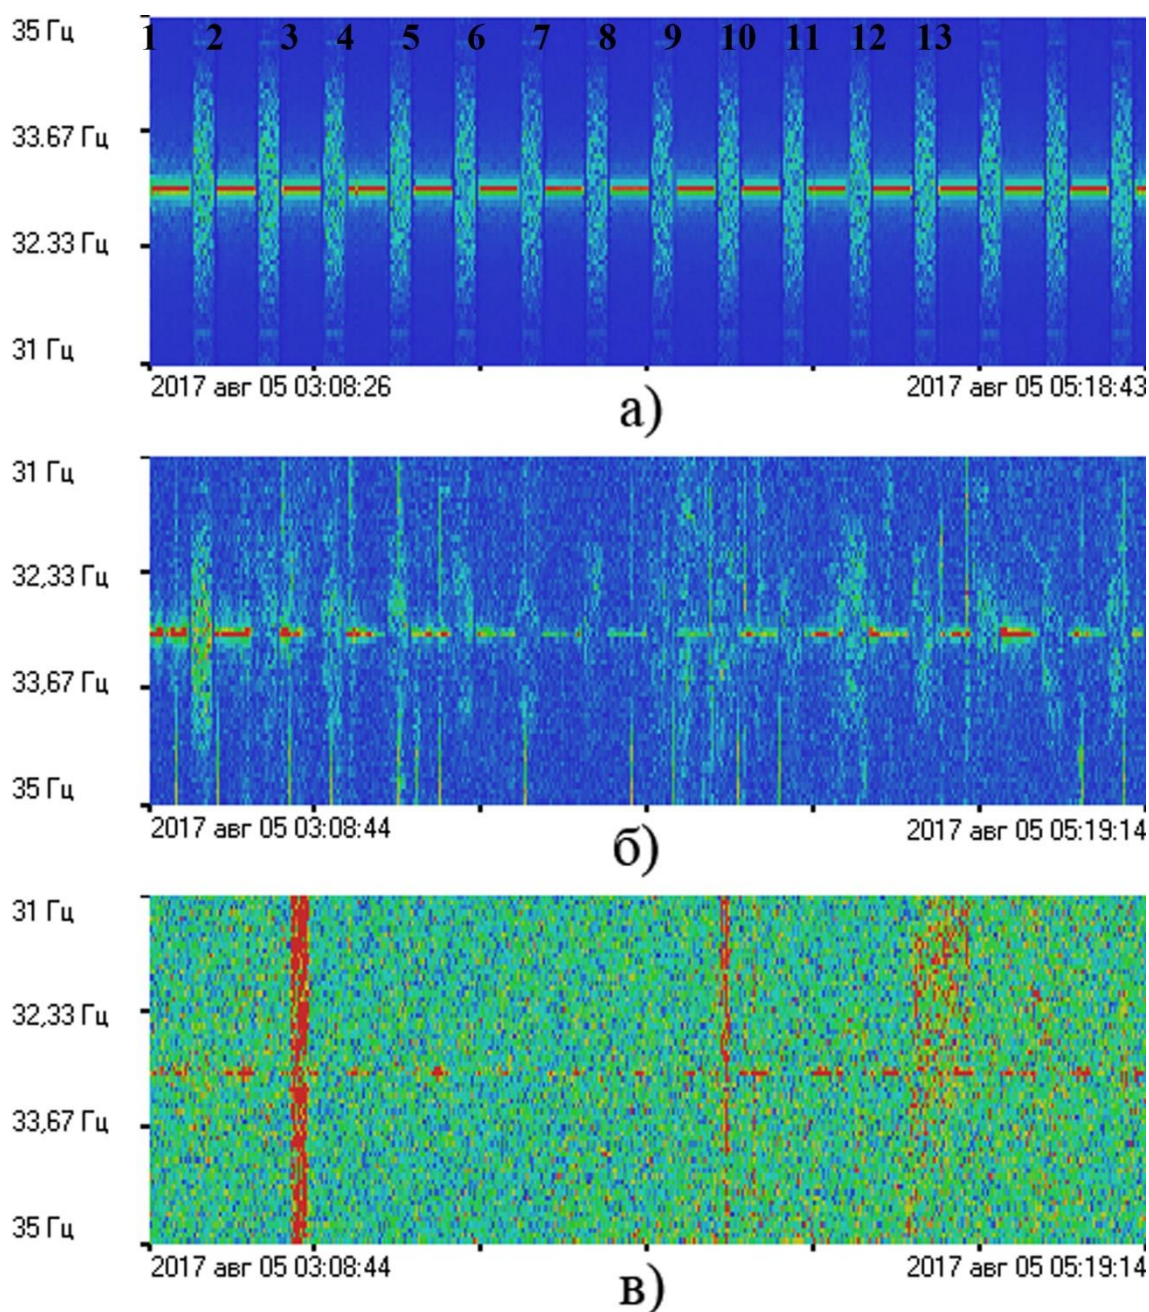 35 Гц
1 2 3 4 5 6 7 8 9 10 11 12 13
33.67 Гц
32.33 Гц
31 Гц
2017 авг 05 03:08:26 2017 авг 05 05:18:43
а)
31 Гц
32,33 Гц
33,67 Гц
35 Гц
2017 авг 05 03:08:44 2017 авг 05 05:19:14
б)
31 Гц
32,33 Гц
33,67 Гц
35 Гц
2017 авг 05 03:08:44 2017 авг 05 05:19:14
в)